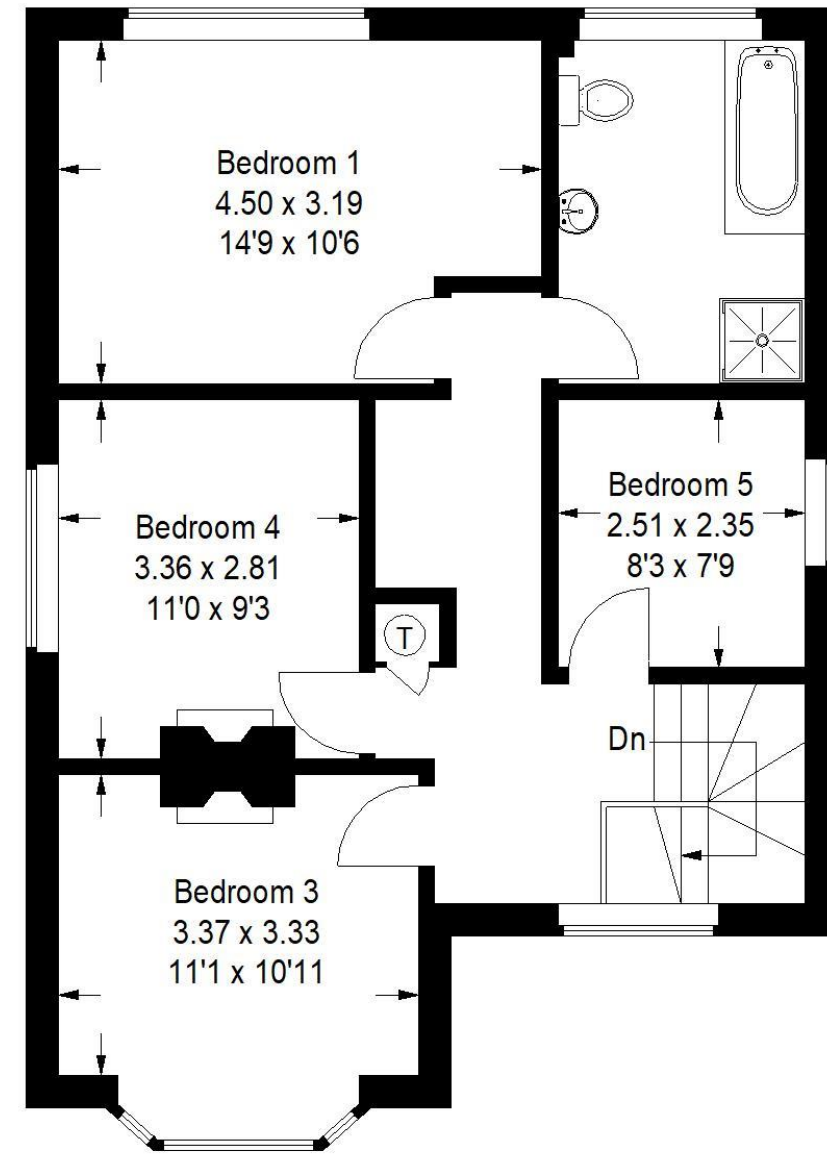 Bedroom 1
4.50 x 3.19
14'9 x 10'6
Bedroom 5
2.51 x 2.35
8'3 x 7'9
Bedroom 4
3.36 x 2.81
11'0 x 9'3
T
Dn
Bedroom 3
3.37 x 3.33
11'1 x 10'11